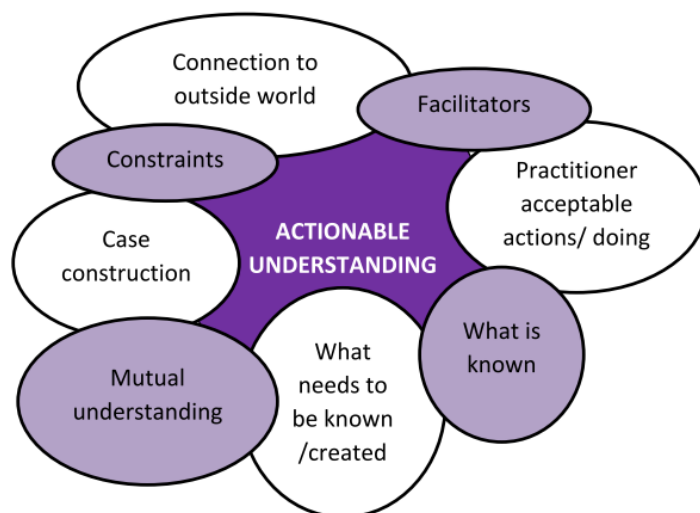 Connection to
outside world
Facilitators
Constraints
Practitioner
acceptable
actions/ doing
ACTIONABLE
UNDERSTANDING
Case
construction
What is
known
What
needs to
be known
/created
Mutual
understanding